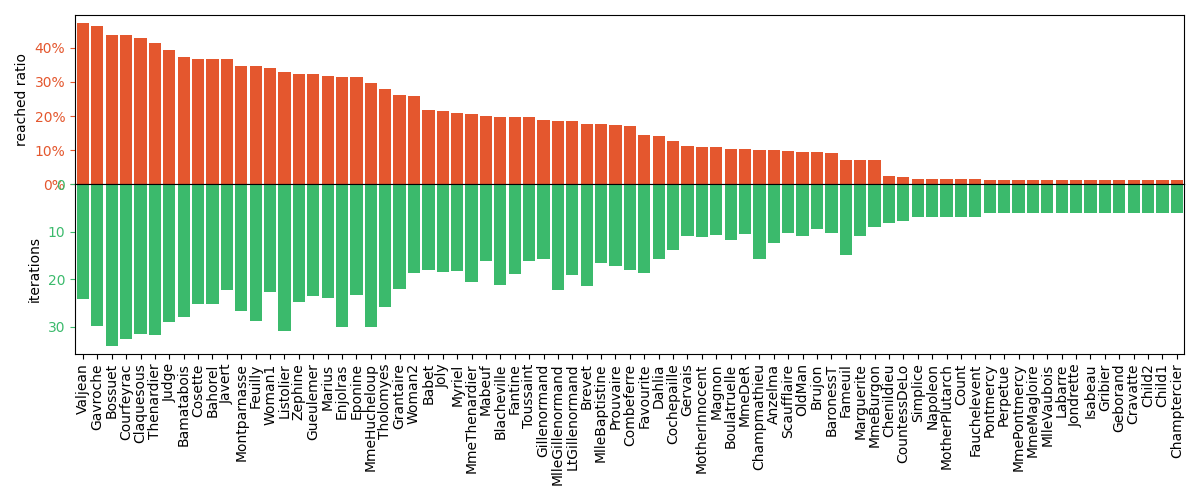 reached ratio
40%
30%
20%
10%
0%
0
10
20
30
iterations
Valjean
Gavroche
Bossuet
Courfeyrac
Claquesous
Thenardier
Judge
Bamatabois
Cosette
Bahorel
Javert
Montparnasse
Feuilly
Woman1
Listolier
Zephine
Gueulemer
Marius
Enjolras
Eponine
MmeHucheloup
Tholomyes
Grantaire
Woman2
Babet
Joly
Myriel
MmeThenardier
Mabeuf
Blacheville
Fantine
Toussaint
Gillenormand
MlleGillenormand
LtGillenormand
Brevet
MlleBaptistine
Prouvaire
Combeferre
Favourite
Dahlia
Cochepaille
Gervais
MotherInnocent
Magnon
Boulatruelle
MmeDeR
Champmathieu
Anzelma
Scaufflaire
OldMan
Brujon
BaronessT
Fameuil
Marguerite
MmeBurgon
Chenildieu
CountessDeLo
Simplice
Napoleon
MotherPlutarch
Count
Fauchelevent
Pontmercy
Perpetue
MmePontmercy
MmeMagloire
MlleVaubois
Labarre
Jondrette
Isabeau
Gribier
Geborand
Cravatte
Child2
Child1
Champtercier